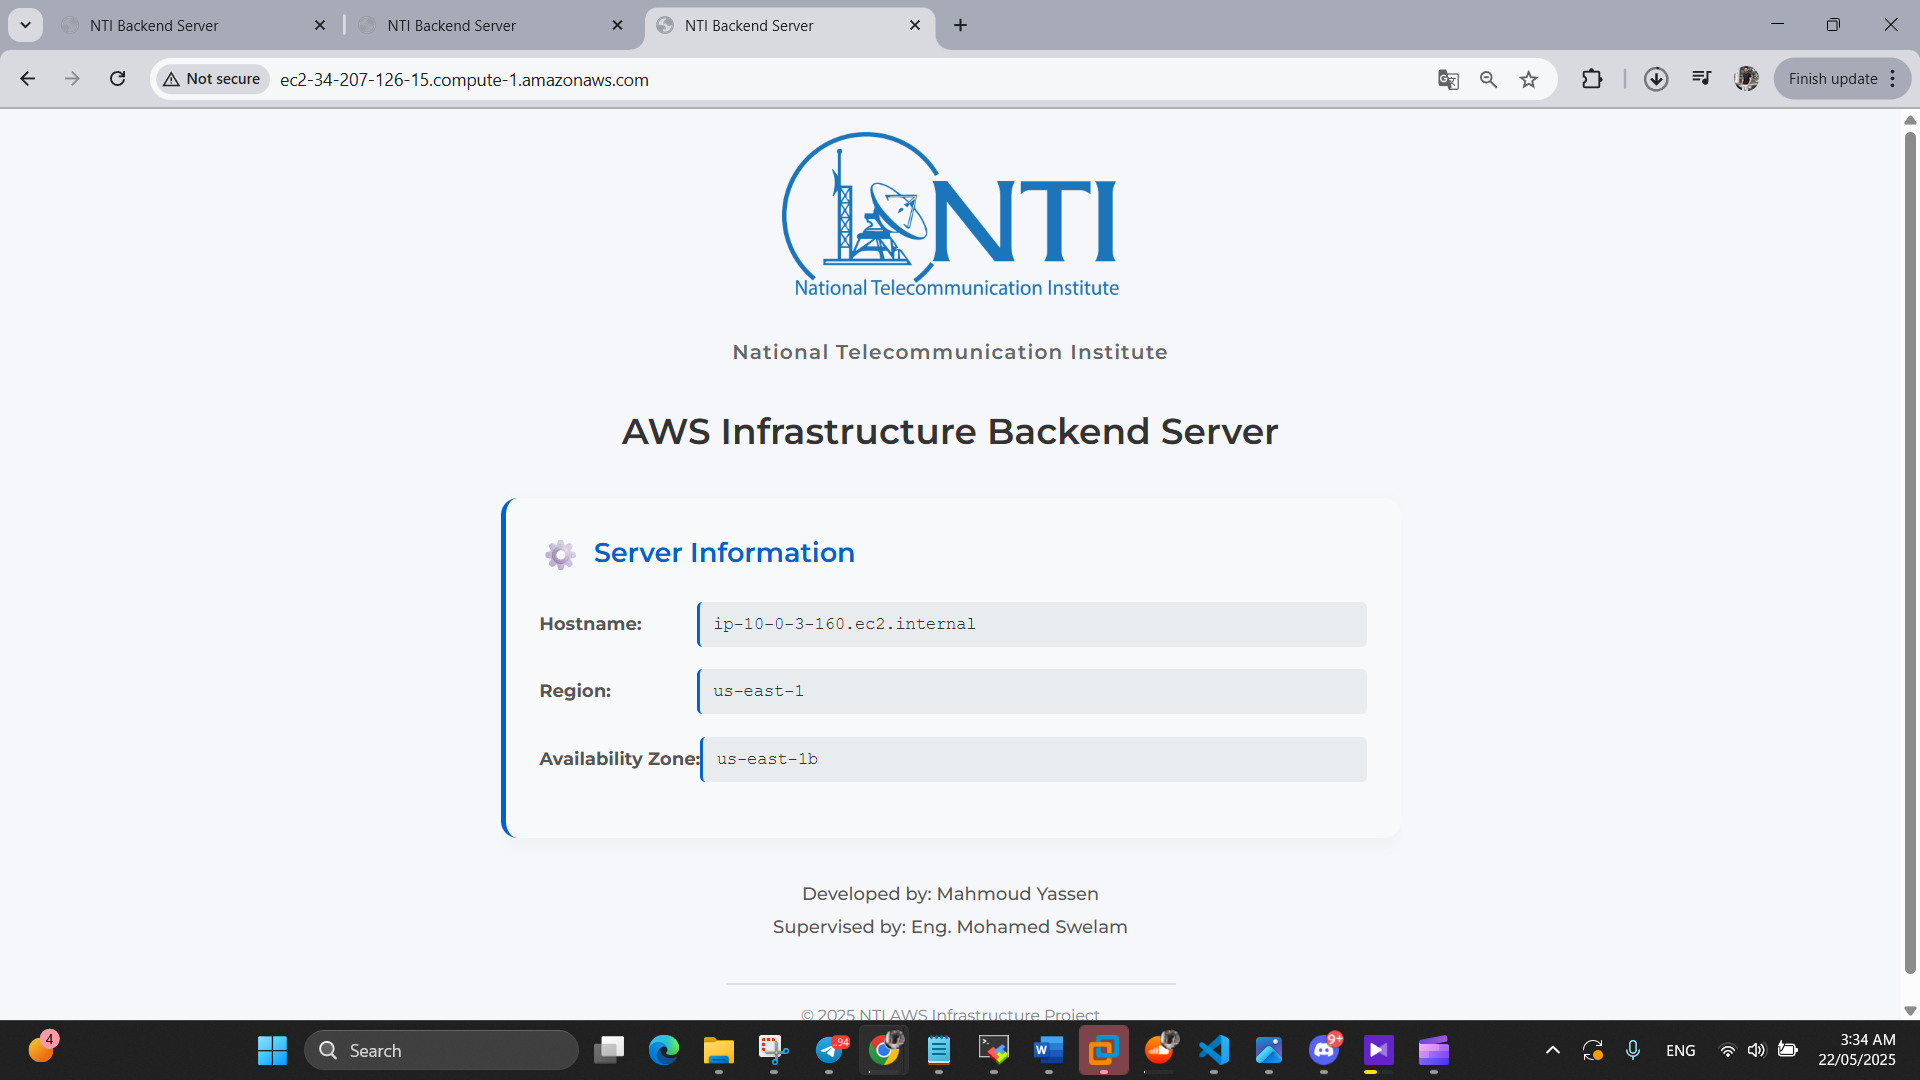 NTI Backend Server
NTI Backend Server
NTI Backend Server
Not secure
ec2-34-207-126-15.compute-1.amazonaws.com
Finish update
NTI
National Telecommunication Institute
National Telecommunication Institute
AWS Infrastructure Backend Server
Server Information
Hostname: ip-10-0-3-160.ec2.internal
Region: us-east-1
Availability Zone: us-east-1b
Developed by: Mahmoud Yassen
Supervised by: Eng. Mohamed Swelam
© 2025 NTI AWS Infrastructure Project
4
Search
94
9+
ENG
3:34 AM
22/05/2025